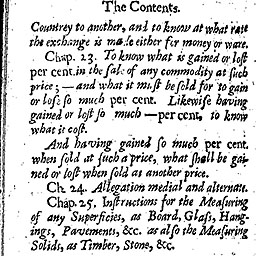 The Contents.
Countrey to another, and to know at what rate
the exchange is made either for money or ware.
Chap. 23. To know what is gained or lost
per cent. in the sale of any commodity at such
price; — and what it must be sold for to gain
or lose so much per cent. Likewise having
gained or lost so much — per cent, to know
what it cost.
And having gained so much per cent.
when sold at such a price, what shall be gai-
ned or lost when sold as another price.
Ch. 24. Allegation medial and alternate.
Chap. 25. Instructions for the Measuring
of any Superficies, as Board, Glass, Hang-
ings, Pavements, &c. as also the Measuring
Solids, as Timber, Stone, &c.